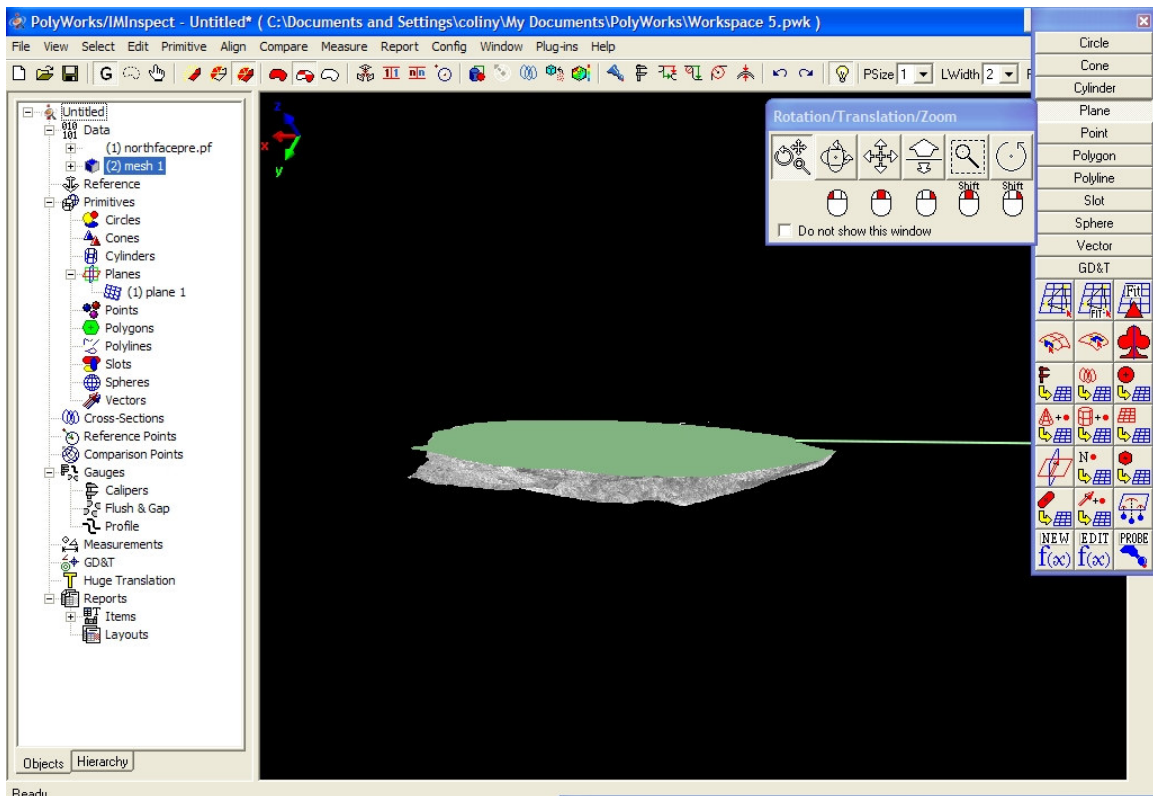 PolyWorks/IMInspect - Untitled* ( C:\Documents and Settings\coliny\My Documents\PolyWorks\Workspace 5.pwk )
File View Select Edit Primitive Align Compare Measure Report Config Window Plug-ins Help
G PSize 1 LWidth 2
Untitled
Data
(1) northfacepre.pf
(2) mesh 1
Reference
Primitives
Circles
Cones
Cylinders
Planes
(1) plane 1
Points
Polygons
Polylines
Slots
Spheres
Vectors
Cross-Sections
Reference Points
Comparison Points
Gauges
Calipers
Flush & Gap
Profile
Measurements
GD&T
Huge Translation
Reports
Items
Layouts
Objects Hierarchy
Ready
z
x
y
Rotation/Translation/Zoom
Shift Shift
Do not show this window
Circle
Cone
Cylinder
Plane
Point
Polygon
Polyline
Slot
Sphere
Vector
GD&T
FIT Fit
N
NEW EDIT PROBE
f(x) f(x)